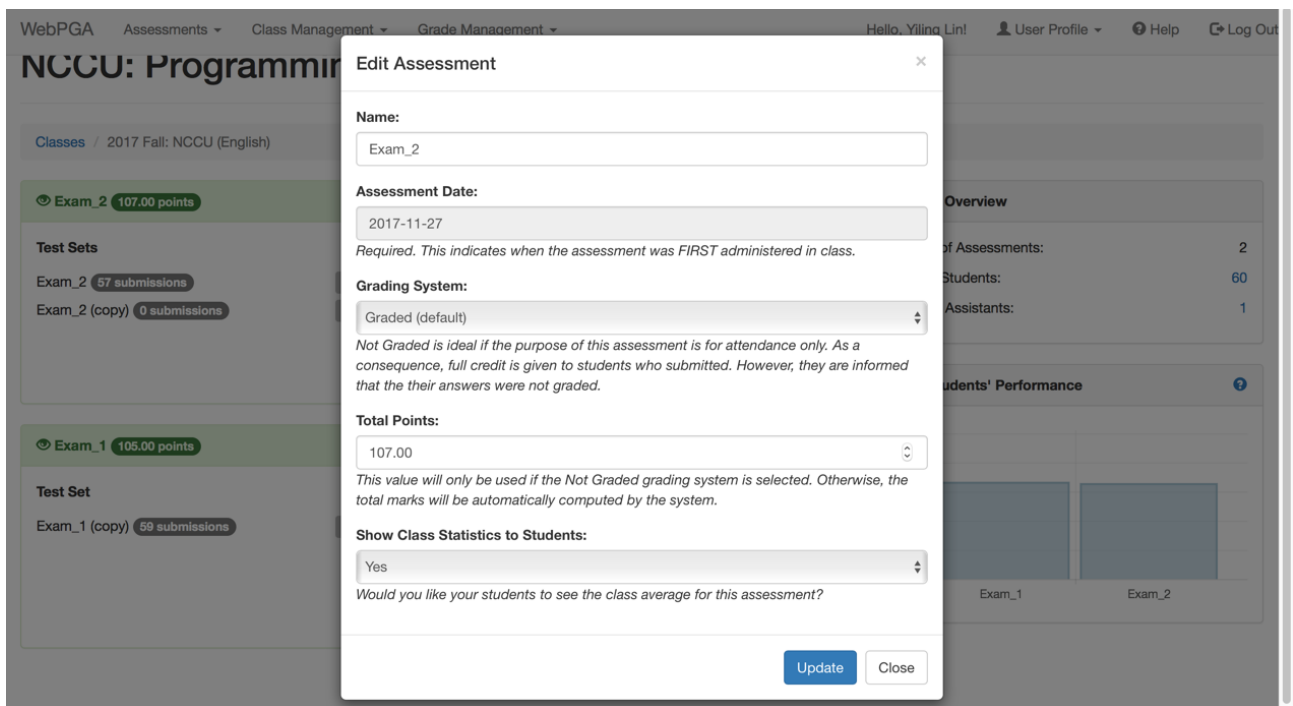 WebPGA Assessments Class Management Grade Management Hello, Yiling Lin! User Profile Help Log Out
NCCU: Programmin
Classes / 2017 Fall: NCCU (English)
Exam_2 107.00 points
Test Sets
Exam_2 57 submissions
Exam_2 (copy) 0 submissions
Exam_1 105.00 points
Test Set
Exam_1 (copy) 59 submissions
Edit Assessment ×
Name:
Exam_2
Assessment Date:
2017-11-27
Required. This indicates when the assessment was FIRST administered in class.
Grading System:
Graded (default)
Not Graded is ideal if the purpose of this assessment is for attendance only. As a
consequence, full credit is given to students who submitted. However, they are informed
that the their answers were not graded.
Total Points:
107.00
This value will only be used if the Not Graded grading system is selected. Otherwise, the
total marks will be automatically computed by the system.
Show Class Statistics to Students:
Yes
Would you like your students to see the class average for this assessment?
Update Close
Overview
of Assessments: 2
Students: 60
Assistants: 1
udents' Performance
Exam_1 Exam_2